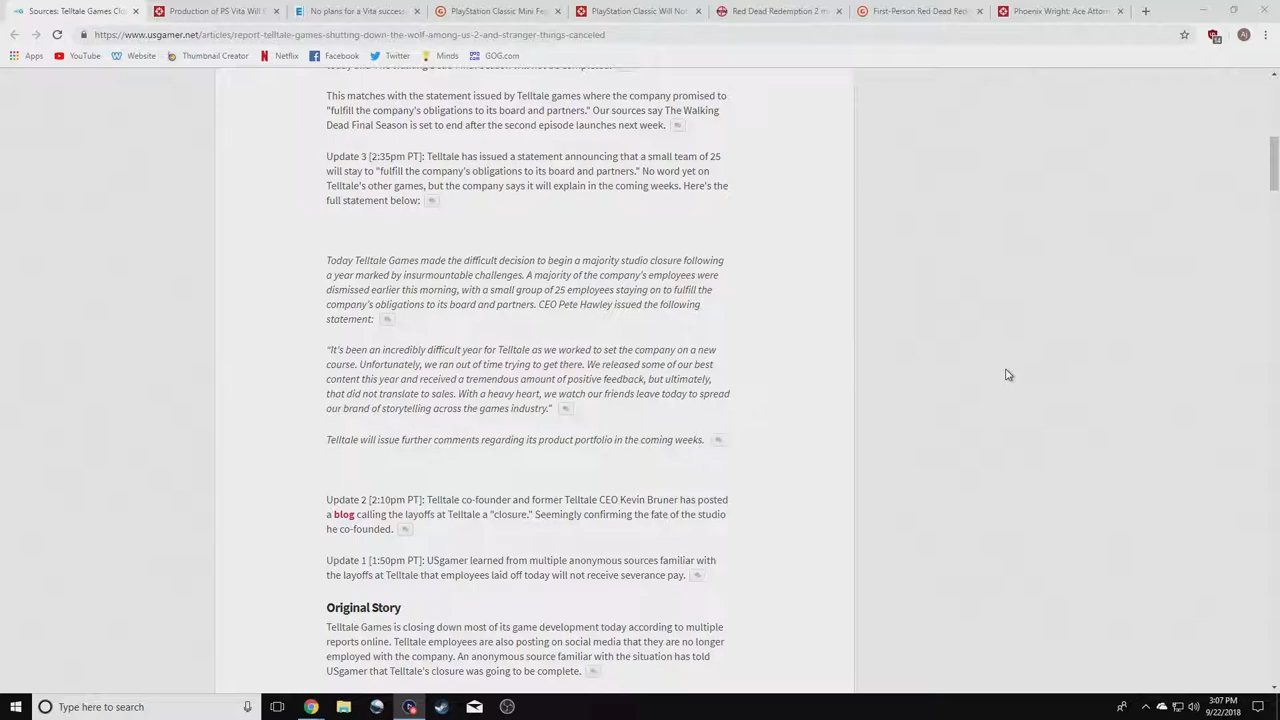 Sources: Telltale Games Clo
Production of PS Vita Will E
No plans for a Vita success
PlayStation Classic Mini Fe
PlayStation Classic Will Not
Red Dead Redemption 2 m
First-Person Red Dead Red
Phoenix Wright: Ace Attorn
https://www.usgamer.net/articles/report-telltale-games-shutting-down-the-wolf-among-us-2-and-stranger-things-canceled
Apps YouTube Website Thumbnail Creator Netflix Facebook Twitter Minds GOG.com
This matches with the statement issued by Telltale games where the company promised to
"fulfill the company's obligations to its board and partners." Our sources say The Walking
Dead Final Season is set to end after the second episode launches next week.
Update 3 [2:35pm PT]: Telltale has issued a statement announcing that a small team of 25
will stay to "fulfill the company's obligations to its board and partners." No word yet on
Telltale's other games, but the company says it will explain in the coming weeks. Here's the
full statement below:
Today Telltale Games made the difficult decision to begin a majority studio closure following
a year marked by insurmountable challenges. A majority of the company's employees were
dismissed earlier this morning, with a small group of 25 employees staying on to fulfill the
company's obligations to its board and partners. CEO Pete Hawley issued the following
statement:
“It's been an incredibly difficult year for Telltale as we worked to set the company on a new
course. Unfortunately, we ran out of time trying to get there. We released some of our best
content this year and received a tremendous amount of positive feedback, but ultimately,
that did not translate to sales. With a heavy heart, we watch our friends leave today to spread
our brand of storytelling across the games industry.”
Telltale will issue further comments regarding its product portfolio in the coming weeks.
Update 2 [2:10pm PT]: Telltale co-founder and former Telltale CEO Kevin Bruner has posted
a blog calling the layoffs at Telltale a "closure." Seemingly confirming the fate of the studio
he co-founded.
Update 1 [1:50pm PT]: USgamer learned from multiple anonymous sources familiar with
the layoffs at Telltale that employees laid off today will not receive severance pay.
Original Story
Telltale Games is closing down most of its game development today according to multiple
reports online. Telltale employees are also posting on social media that they are no longer
employed with the company. An anonymous source familiar with the situation has told
USgamer that Telltale's closure was going to be complete.
Type here to search
3:07 PM
9/22/2018